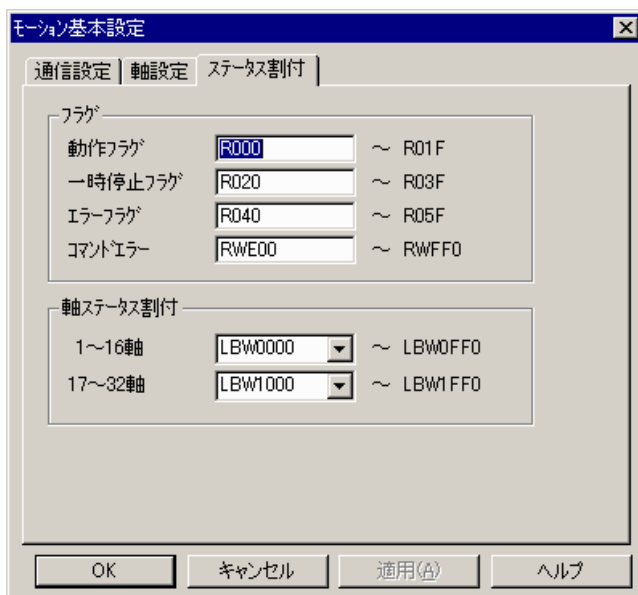 モーション基本設定
通信設定 軸設定 ステータス割付
フラグ
動作フラグ R000 ～ R01F
一時停止フラグ R020 ～ R03F
エラーフラグ R040 ～ R05F
コマンドエラー RWE00 ～ RWFF0
軸ステータス割付
1～16軸 LBW0000 ～ LBW0FF0
17～32軸 LBW1000 ～ LBW1FF0
OK キャンセル 適用(A) ヘルプ